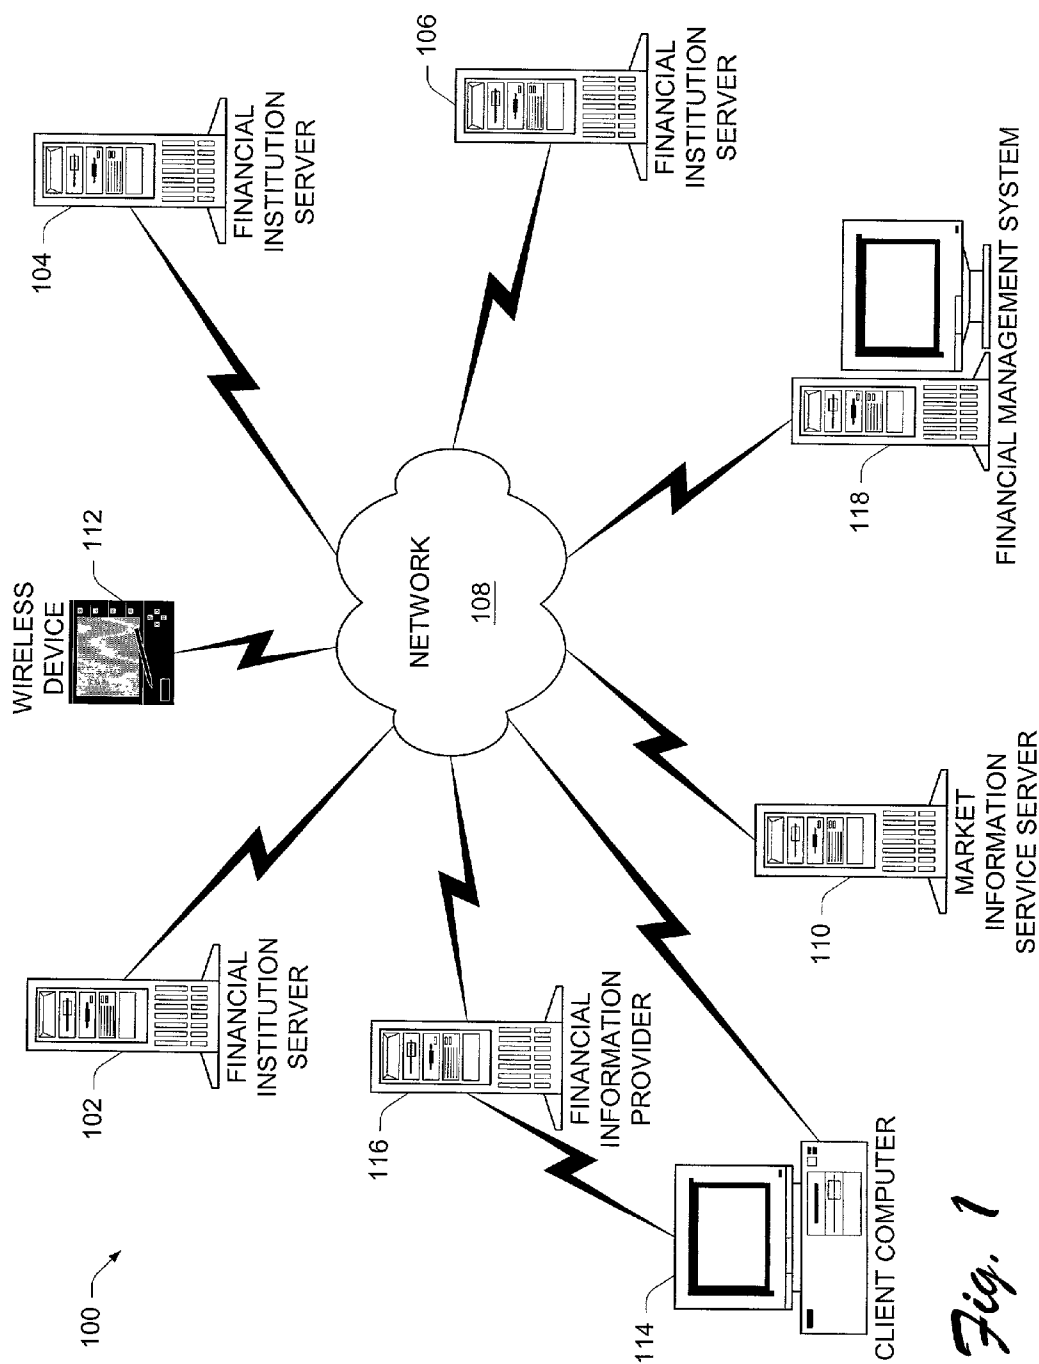 100
102
FINANCIAL
INSTITUTION
SERVER
WIRELESS
DEVICE
112
104
FINANCIAL
INSTITUTION
SERVER
116
FINANCIAL
INFORMATION
PROVIDER
NETWORK
108
106
FINANCIAL
INSTITUTION
SERVER
114
CLIENT COMPUTER
110
MARKET
INFORMATION
SERVICE SERVER
118
FINANCIAL MANAGEMENT SYSTEM
Fig. 1